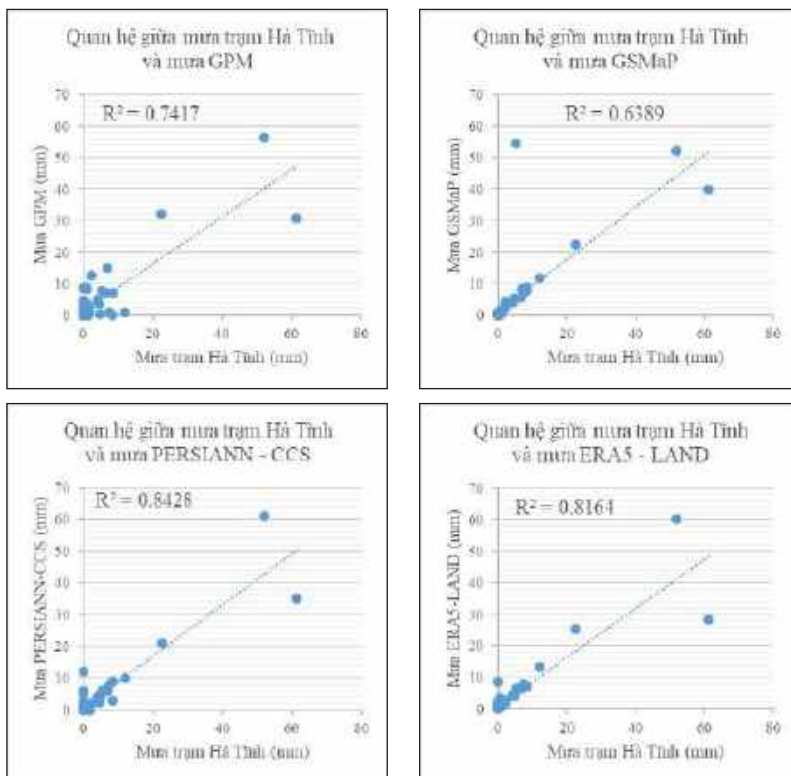 Quan hệ giữa mưa trạm Hà Tĩnh
và mưa GPM
R² = 0.7417
70
60
50
40
30
20
10
0
Mưa GPM (mm)
0 20 40 60 80
Mưa trạm Hà Tĩnh (mm)
Quan hệ giữa mưa trạm Hà Tĩnh
và mưa GSMaP
R² = 0.6389
70
60
50
40
30
20
10
0
Mưa GSMaP (mm)
0 20 40 60 80
Mưa trạm Hà Tĩnh (mm)
Quan hệ giữa mưa trạm Hà Tĩnh
và mưa PERSIANN - CCS
R² = 0.8428
70
60
50
40
30
20
10
0
Mưa PERSIANN-CCS (mm)
0 20 40 60 80
Mưa trạm Hà Tĩnh (mm)
Quan hệ giữa mưa trạm Hà Tĩnh
và mưa ERA5 - LAND
R² = 0.8164
70
60
50
40
30
20
10
0
Mưa ERA5-LAND (mm)
0 20 40 60 80
Mưa trạm Hà Tĩnh (mm)